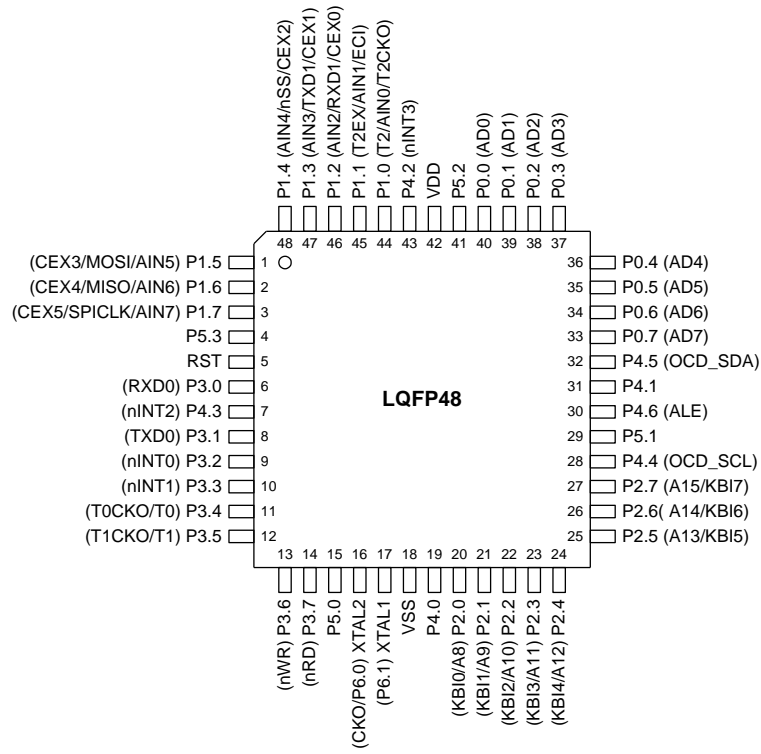 P1.4 (AIN4/nSS/CEX2)
P1.3 (AIN3/TXD1/CEX1)
P1.2 (AIN2/RXD1/CEX0)
P1.1 (T2EX/AIN1/ECI)
P1.0 (T2/AIN0/T2CKO)
P4.2 (nINT3)
VDD
P5.2
P0.0 (AD0)
P0.1 (AD1)
P0.2 (AD2)
P0.3 (AD3)
48 47 46 45 44 43 42 41 40 39 38 37
(CEX3/MOSI/AIN5) P1.5 1
(CEX4/MISO/AIN6) P1.6 2
(CEX5/SPICLK/AIN7) P1.7 3
P5.3 4
RST 5
(RXD0) P3.0 6
(nINT2) P4.3 7
(TXD0) P3.1 8
(nINT0) P3.2 9
(nINT1) P3.3 10
(T0CKO/T0) P3.4 11
(T1CKO/T1) P3.5 12
LQFP48
36 P0.4 (AD4)
35 P0.5 (AD5)
34 P0.6 (AD6)
33 P0.7 (AD7)
32 P4.5 (OCD_SDA)
31 P4.1
30 P4.6 (ALE)
29 P5.1
28 P4.4 (OCD_SCL)
27 P2.7 (A15/KBI7)
26 P2.6( A14/KBI6)
25 P2.5 (A13/KBI5)
13 14 15 16 17 18 19 20 21 22 23 24
(nWR) P3.6
(nRD) P3.7
P5.0
(CKO/P6.0) XTAL2
(P6.1) XTAL1
VSS
P4.0
(KBI0/A8) P2.0
(KBI1/A9) P2.1
(KBI2/A10) P2.2
(KBI3/A11) P2.3
(KBI4/A12) P2.4